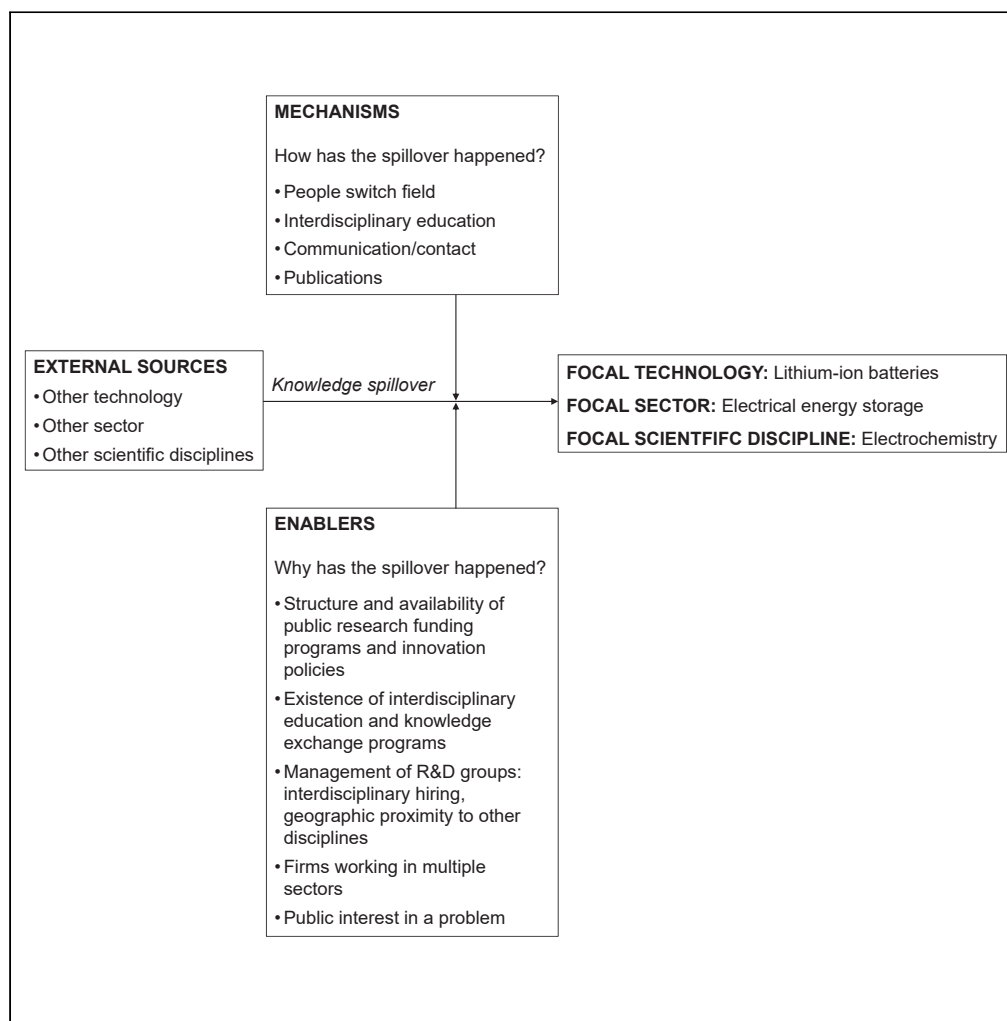 MECHANISMS
How has the spillover happened?
• People switch field
• Interdisciplinary education
• Communication/contact
• Publications
EXTERNAL SOURCES
• Other technology
• Other sector
• Other scientific disciplines
Knowledge spillover
FOCAL TECHNOLOGY: Lithium-ion batteries
FOCAL SECTOR: Electrical energy storage
FOCAL SCIENTFIFC DISCIPLINE: Electrochemistry
ENABLERS
Why has the spillover happened?
• Structure and availability of
public research funding
programs and innovation
policies
• Existence of interdisciplinary
education and knowledge
exchange programs
• Management of R&D groups:
interdisciplinary hiring,
geographic proximity to other
disciplines
• Firms working in multiple
sectors
• Public interest in a problem